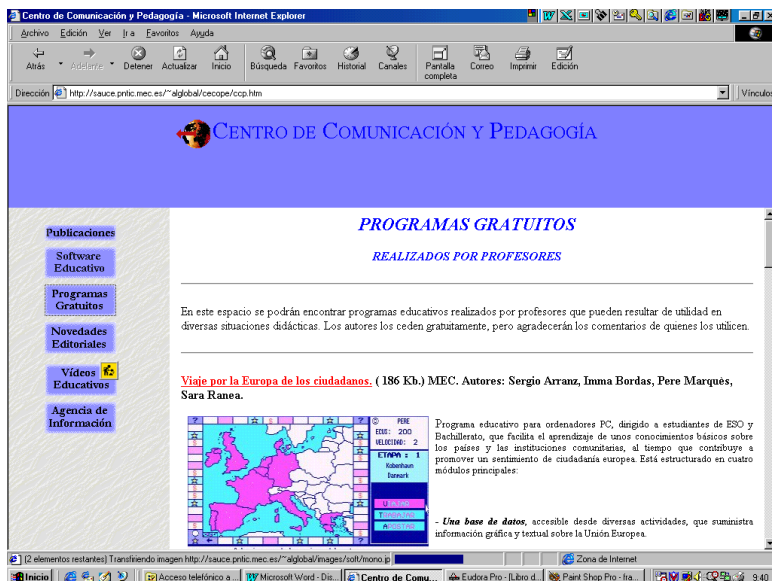 Centro de Comunicación y Pedagogía - Microsoft Internet Explorer
Archivo Edición Ver Ir a Favoritos Ayuda
Atrás Adelante Detener Actualizar Inicio Búsqueda Favoritos Historial Canales Pantalla completa Correo Imprimir Edición
Dirección http://sauce.pntic.mec.es/~alglobal/cecope/ccp.htm Vínculos
CENTRO DE COMUNICACIÓN Y PEDAGOGÍA
Publicaciones
Software
Educativo
Programas
Gratuitos
Novedades
Editoriales
Vídeos
Educativos
Agencia de
Información
PROGRAMAS GRATUITOS
REALIZADOS POR PROFESORES
En este espacio se podrán encontrar programas educativos realizados por profesores que pueden resultar de utilidad en
diversas situaciones didácticas. Los autores los ceden gratuitamente, pero agradecerán los comentarios de quienes los utilicen.
Viaje por la Europa de los ciudadanos. ( 186 Kb.) MEC. Autores: Sergio Arranz, Imma Bordas, Pere Marquès,
Sara Ranea.
© PERE
ECUS: 200
VELOCIDAD: 2
ETAPA : 1
Kobenhaun
Danmark
VIAJAR
TRABAJAR
APOSTAR
Programa educativo para ordenadores PC, dirigido a estudiantes de ESO y
Bachillerato, que facilita el aprendizaje de unos conocimientos básicos sobre
los países y las instituciones comunitarias, al tiempo que contribuye a
promover un sentimiento de ciudadanía europea. Está estructurado en cuatro
módulos principales:
- Una base de datos, accesible desde diversas actividades, que suministra
información gráfica y textual sobre la Unión Europea.
(2 elementos restantes) Transfiriendo imagen http://sauce.pntic.mec.es/~alglobal/images/soft/mono.jp Zona de Internet
Inicio Acceso telefónico a ... Microsoft Word - Dis... Centro de Comu... Eudora Pro - [Libro d... Paint Shop Pro - fra... 9:40